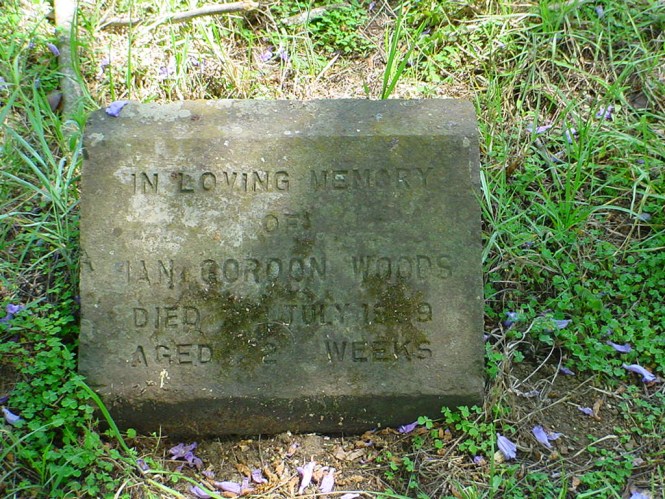 IN LOVING MEMORY
OF
IAN GORDON WOODS
DIED JULY
AGED 2 WEEKS